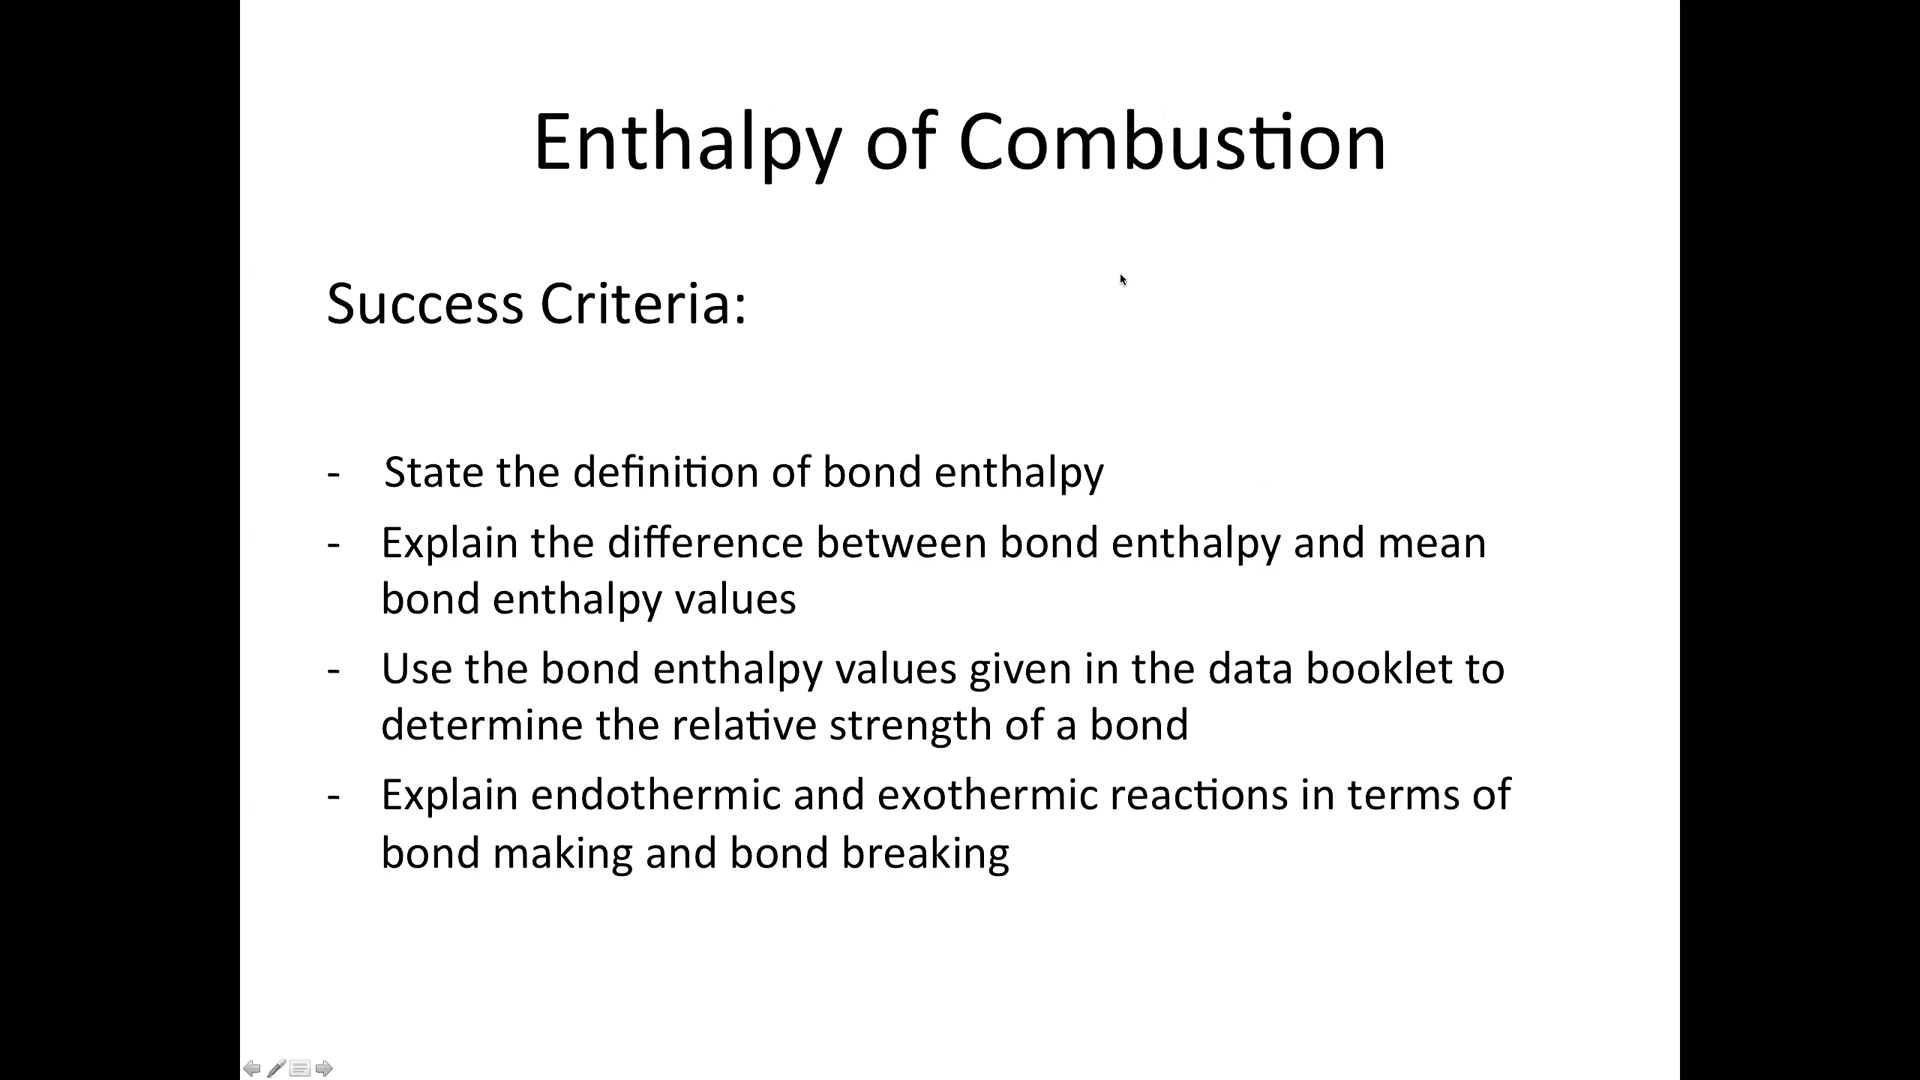 Enthalpy of Combustion
Success Criteria:
- State the definition of bond enthalpy
- Explain the difference between bond enthalpy and mean
bond enthalpy values
- Use the bond enthalpy values given in the data booklet to
determine the relative strength of a bond
- Explain endothermic and exothermic reactions in terms of
bond making and bond breaking